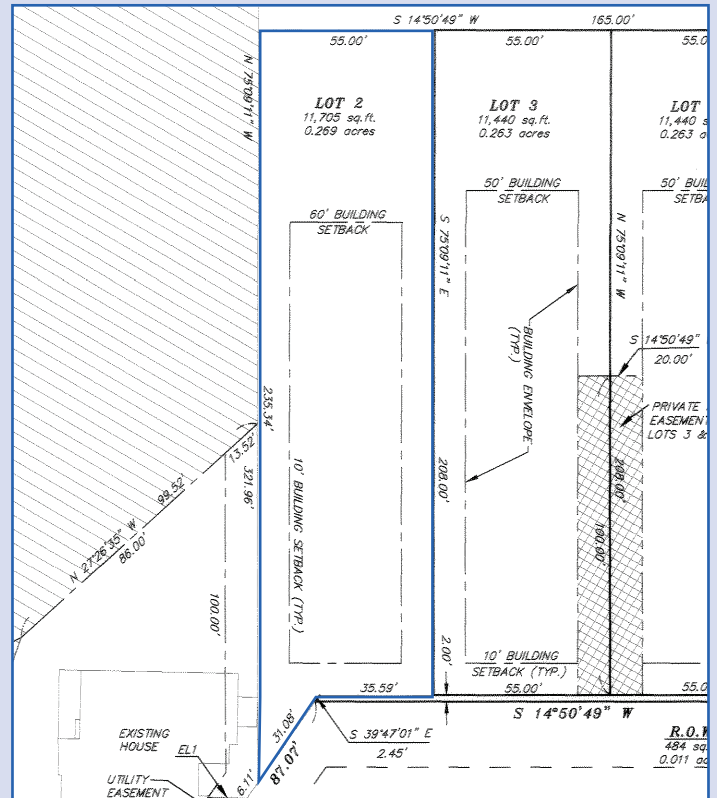 S 14°50'49" W
165.00'
55.00'
55.00'
55.0
N 75°09'11" W
LOT 2
11,705 sq.ft.
0.269 acres
LOT 3
11,440 sq.ft.
0.263 acres
LOT
11,440 s
0.263 a
60' BUILDING
SETBACK
50' BUILDING
SETBACK
50' BUIL
SETBA
S 75°09'11" E
N 75°09'11" W
BUILDING ENVELOPE
(TYP.)
S 14°50'49"
20.00'
PRIVATE
EASEMENT
LOTS 3 &
235.34'
13.52'
321.96'
99.52'
N 27°26'35" W
86.00'
10' BUILDING SETBACK (TYP.)
208.00'
208.00'
100.00'
100.00'
2.00'
10' BUILDING
SETBACK (TYP.)
35.59'
55.00'
55.0
S 14°50'49" W
31.08'
87.07'
6.11'
S 39°47'01" E
2.45'
EXISTING
HOUSE
EL1
UTILITY
EASEMENT
R.O.W
484 sq.
0.011 ac